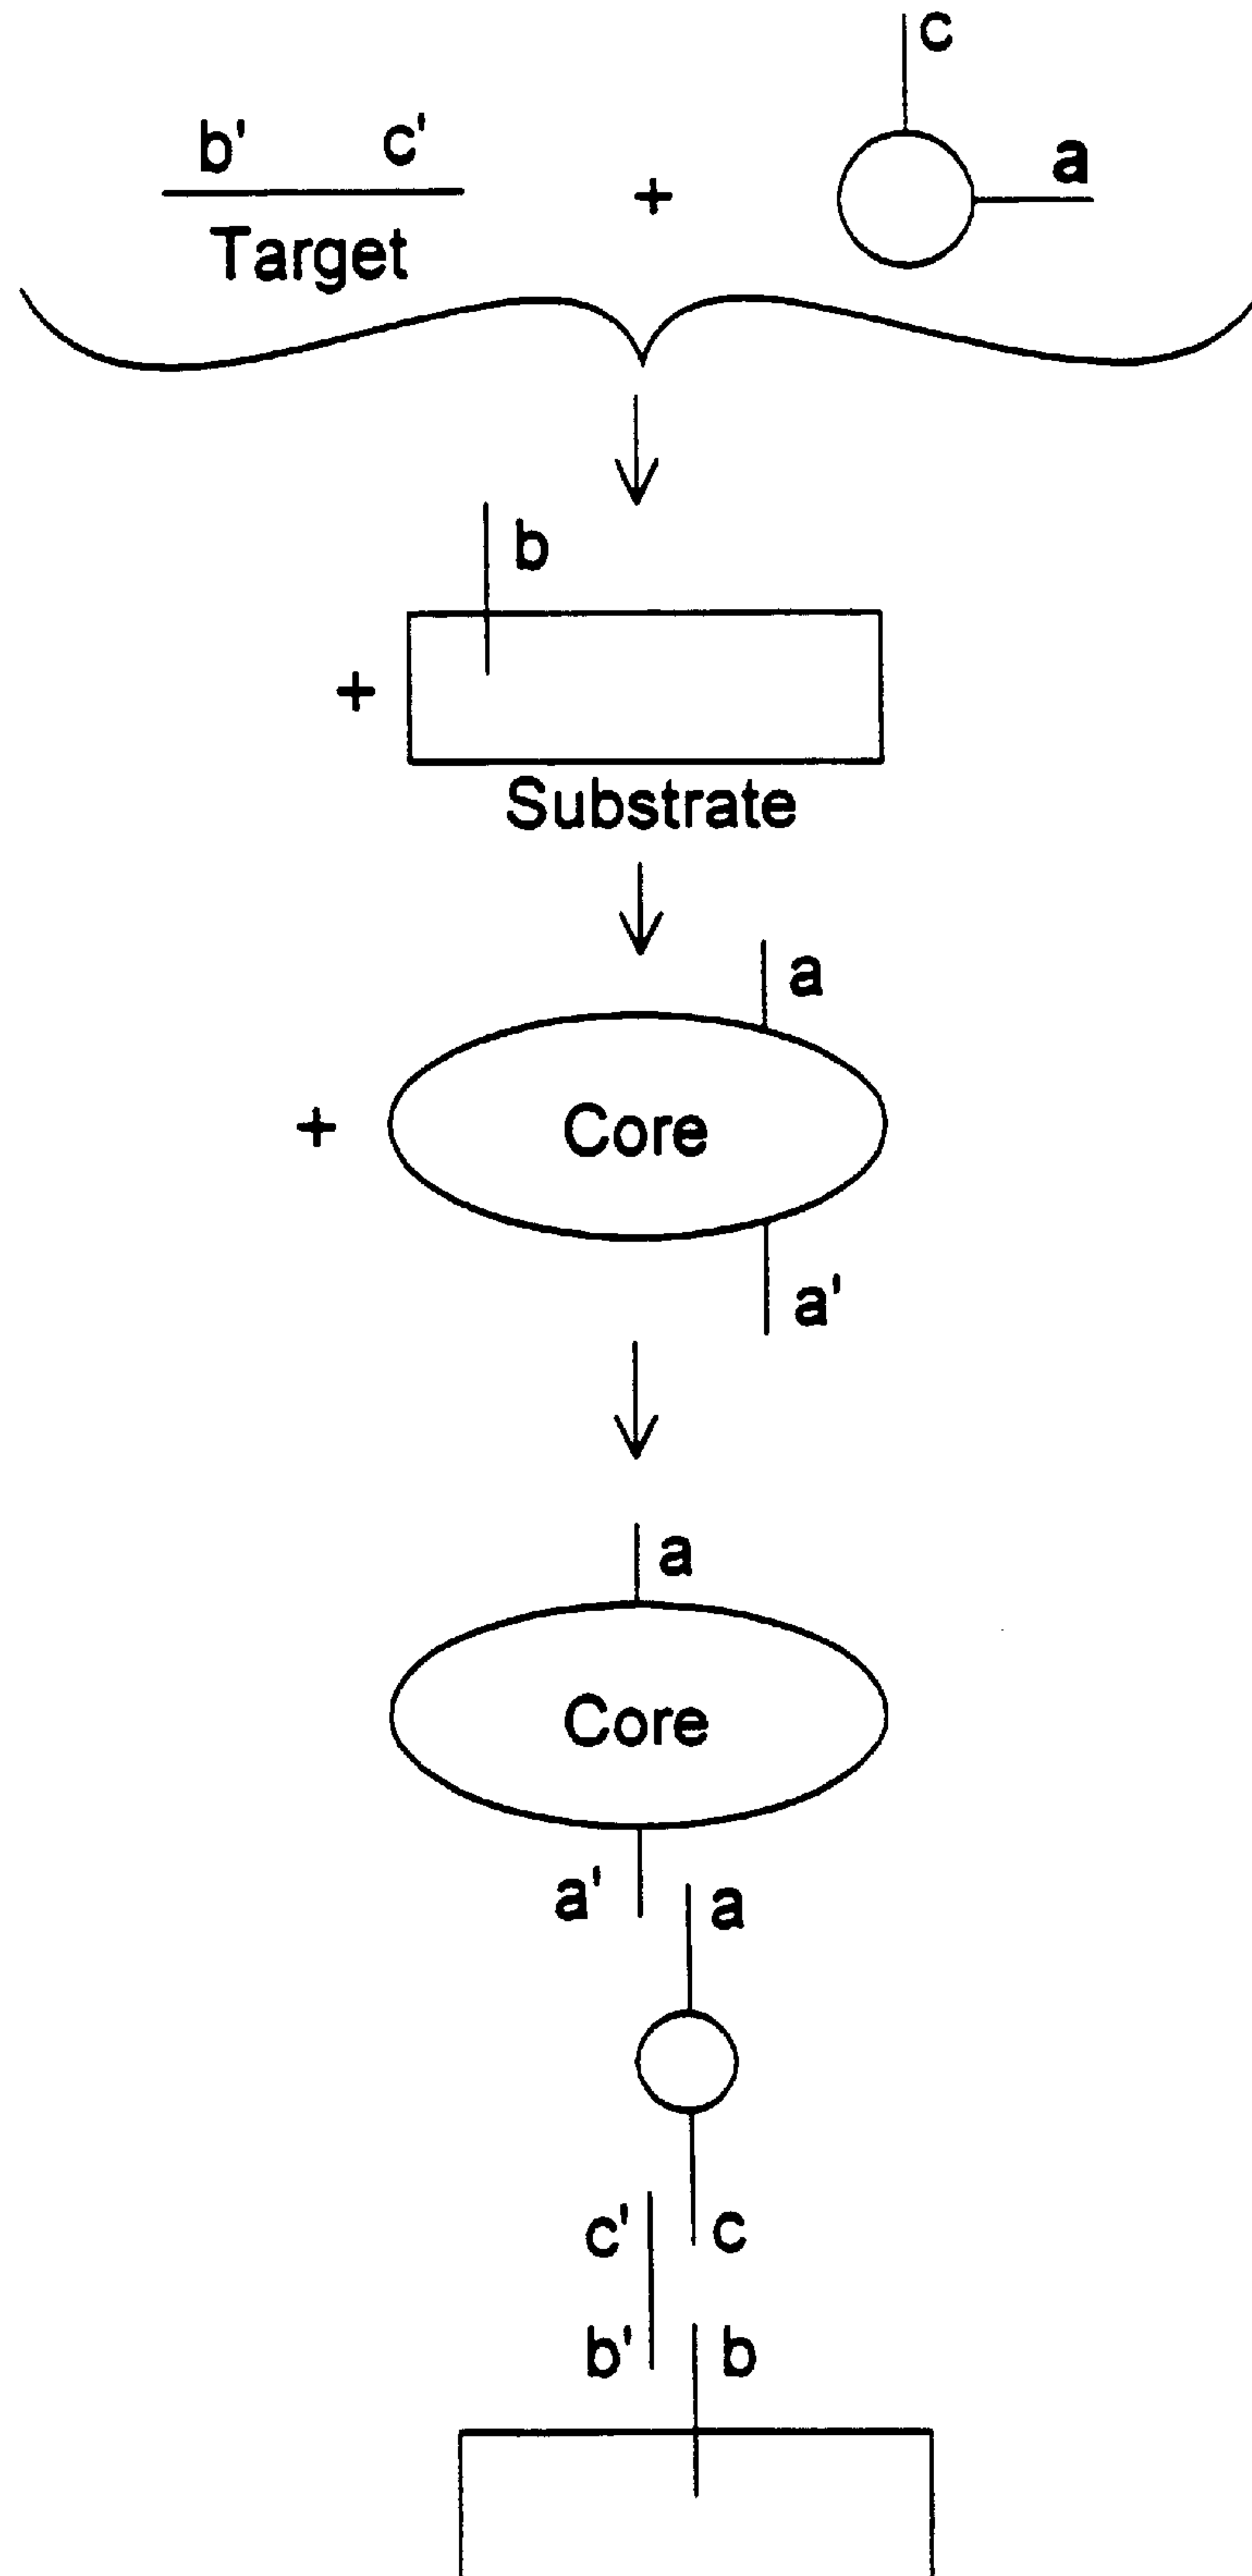 c
b' c' + a
Target
b
+
Substrate
a
+ Core
a'
a
Core
a' a
c' c
b' b